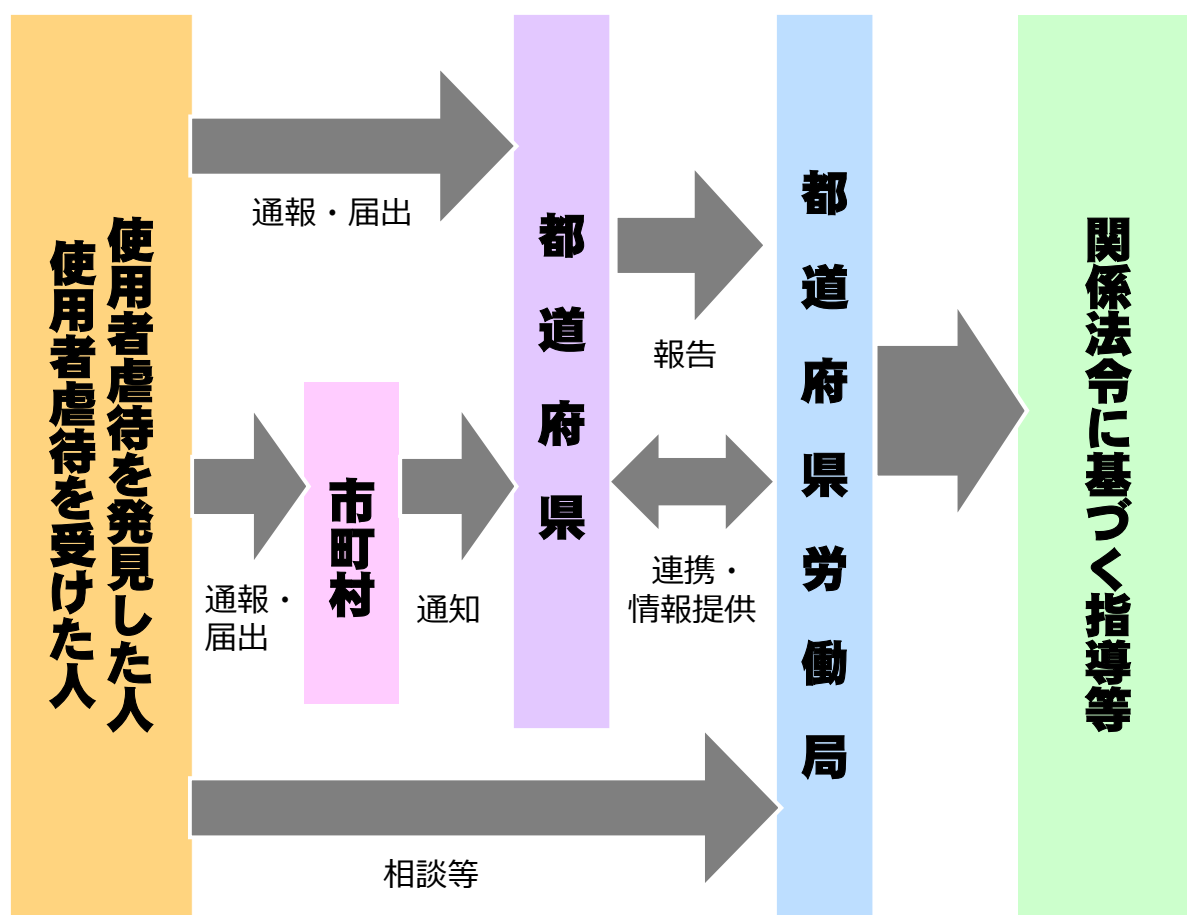 使用者虐待を発見した人
使用者虐待を受けた人
通報・届出
通報・
届出
市町村
通知
都道府県
報告
連携・
情報提供
相談等
都道府県労働局
関係法令に基づく指導等